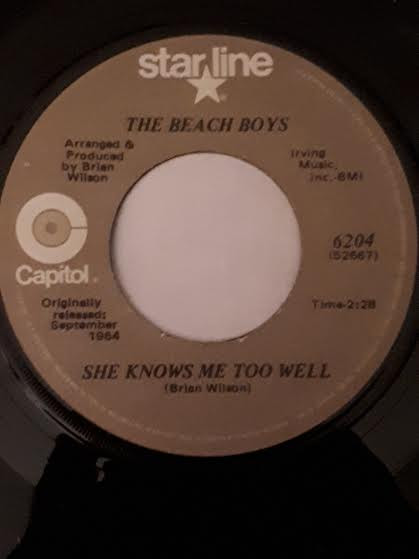 starline
THE BEACH BOYS
Arranged &
Produced
by Brian
Wilson
Irving
Music,
Inc.-BMI
Capitol®
6204
(52667)
Originally
released:
September
1964
Time-2:28
SHE KNOWS ME TOO WELL
(Brian Wilson)